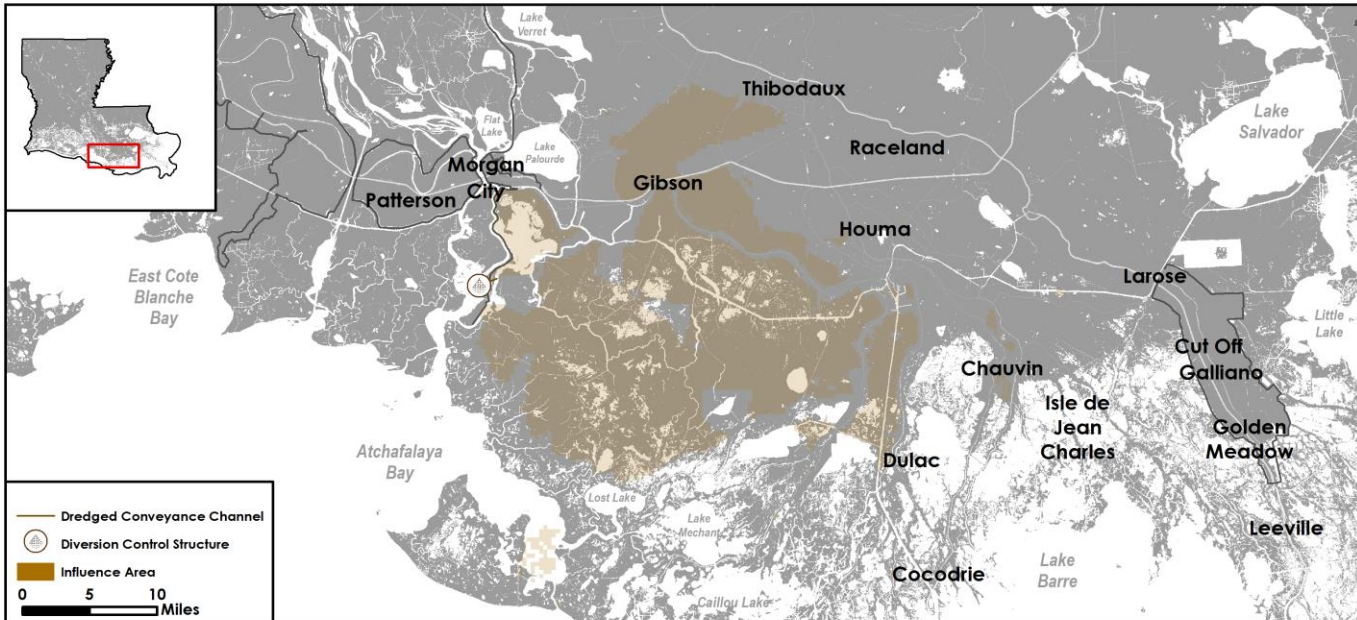 Lake
Verret
Thibodaux
Lake
Salvador
Flat
Lake
Lake
Palourde
Raceland
Morgan
City
Gibson
Patterson
Houma
East Cote
Blanche
Bay
Larose
Little
Lake
Cut Off
Galliano
Chauvin
Isle de
Jean
Charles
Golden
Meadow
Atchafalaya
Bay
Dulac
Lost Lake
Lake
Mechant
Leeville
Cocodrie
Lake
Barre
Caillou Lake
Dredged Conveyance Channel
Diversion Control Structure
Influence Area
0 5 10
Miles